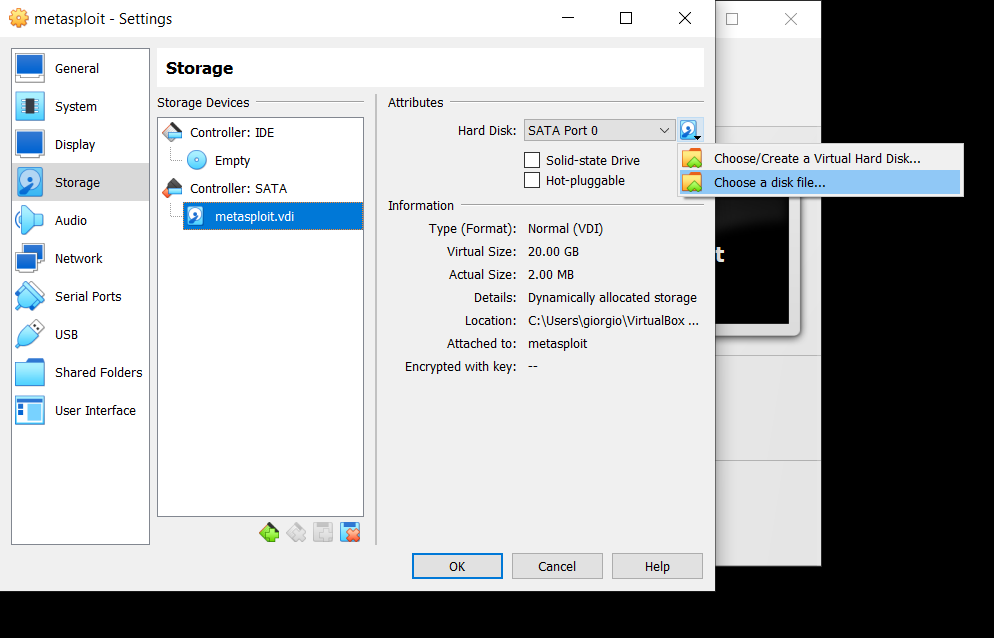 metasploit - Settings
General
System
Display
Storage
Audio
Network
Serial Ports
USB
Shared Folders
User Interface
Storage
Storage Devices
Controller: IDE
Empty
Controller: SATA
metasploit.vdi
Attributes
Hard Disk: SATA Port 0
Solid-state Drive
Hot-pluggable
Choose/Create a Virtual Hard Disk...
Choose a disk file...
Information
Type (Format): Normal (VDI)
Virtual Size: 20.00 GB
Actual Size: 2.00 MB
Details: Dynamically allocated storage
Location: C:\Users\giorgio\VirtualBox ...
Attached to: metasploit
Encrypted with key: --
OK Cancel Help
t